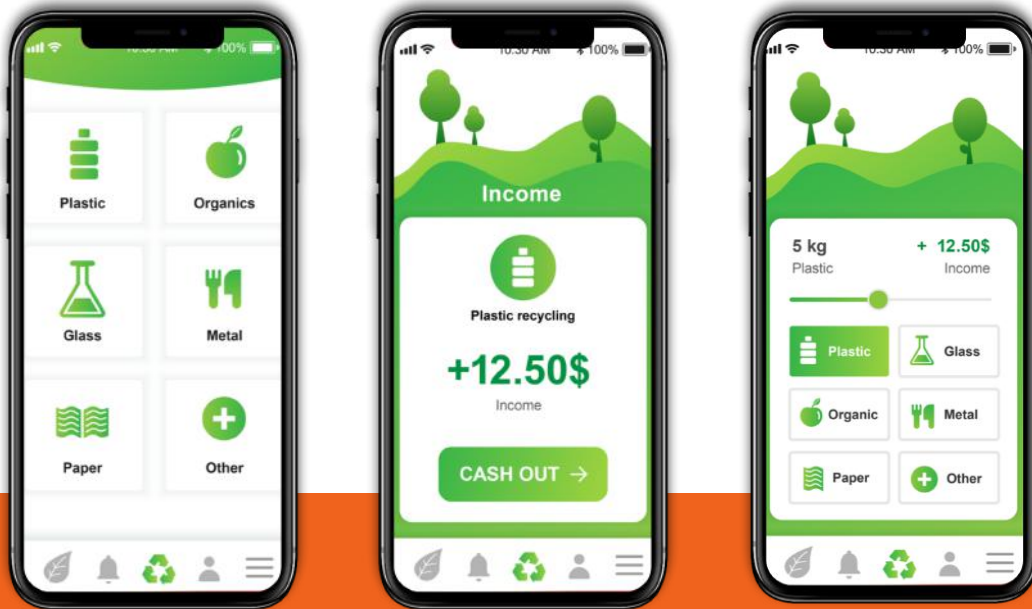 100%
Plastic
Organics
Glass
Metal
Paper
Other
10:30 AM 100%
Income
Plastic recycling
+12.50$
Income
CASH OUT →
10:30 AM 100%
5 kg
+ 12.50$
Plastic
Income
Plastic
Glass
Organic
Metal
Paper
Other